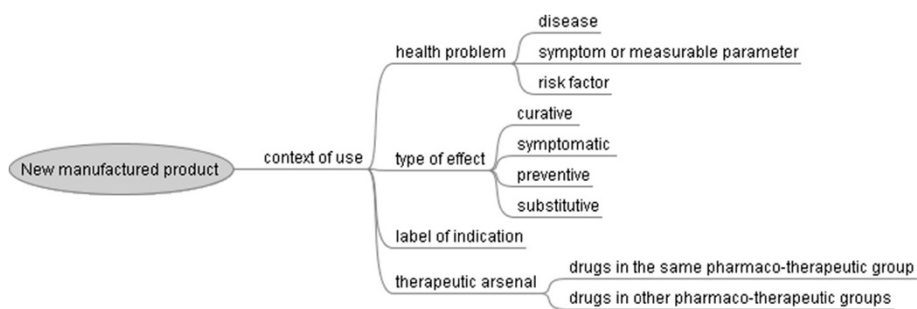 New manufactured product
context of use
health problem
disease
symptom or measurable parameter
risk factor
type of effect
curative
symptomatic
preventive
substitutive
label of indication
therapeutic arsenal
drugs in the same pharmaco-therapeutic group
drugs in other pharmaco-therapeutic groups